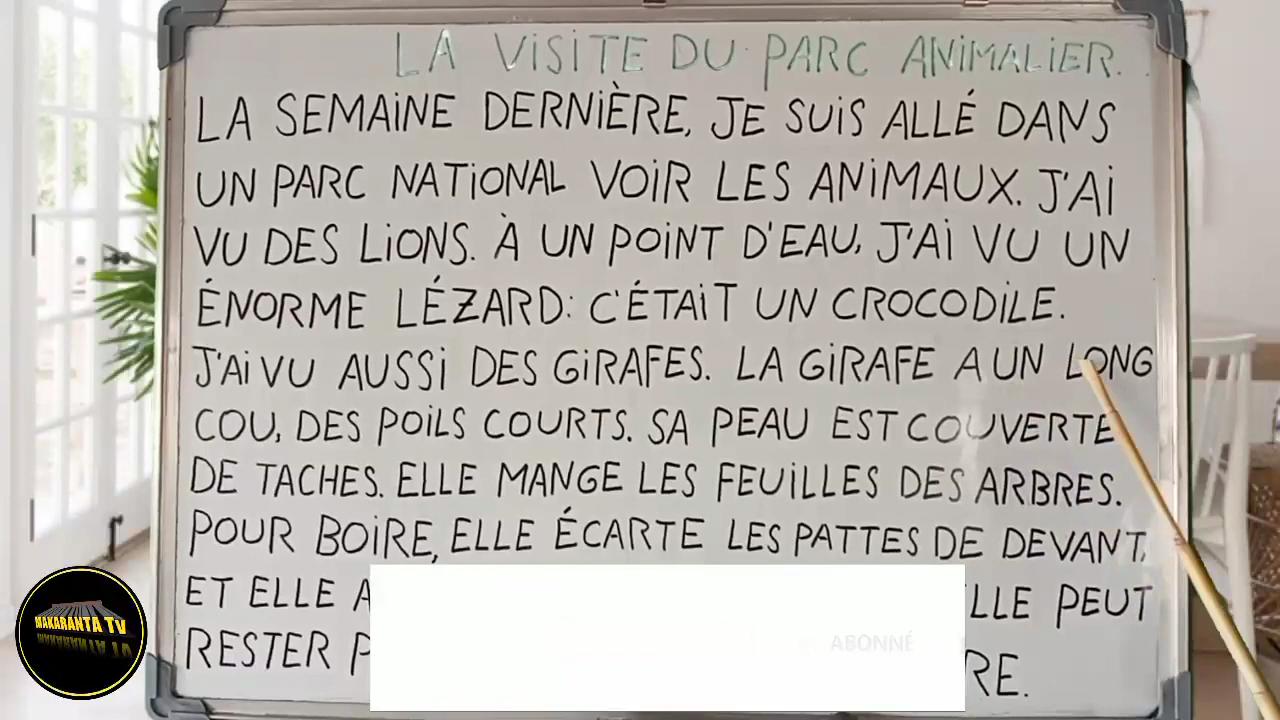 LA VISITE DU PARC ANIMALIER.
LA SEMAINE DERNIÈRE, JE SUIS ALLÉ DANS
UN PARC NATIONAL VOIR LES ANIMAUX. J'AI
VU DES LIONS. À UN POINT D'EAU, J'AI VU UN
ÉNORME LÉZARD: C'ÉTAIT UN CROCODILE.
J'AI VU AUSSI DES GIRAFES. LA GIRAFE A UN LONG
COU, DES POILS COURTS. SA PEAU EST COUVERTE
DE TACHES. ELLE MANGE LES FEUILLES DES ARBRES.
POUR BOIRE, ELLE ÉCARTE LES PATTES DE DEVANT,
ET ELLE PEUT
RESTER
MAKARANTA TV
ABONNÉ